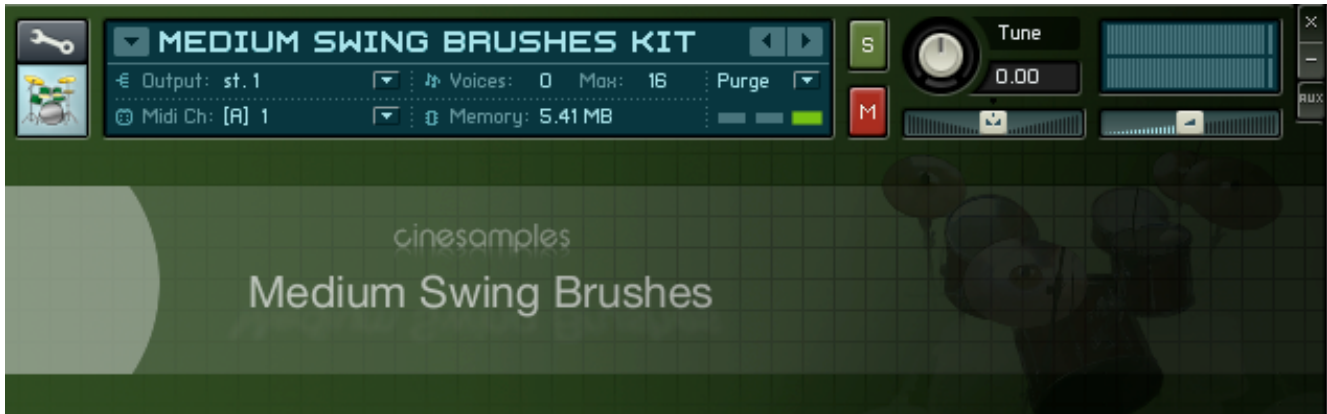 MEDIUM SWING BRUSHES KIT
S
Tune
X
Output: st. 1
Voices: 0 Max: 16
Purge
0.00
–
Midi Ch: [A] 1
Memory: 5.41 MB
M
AUX
cinesamples
Medium Swing Brushes